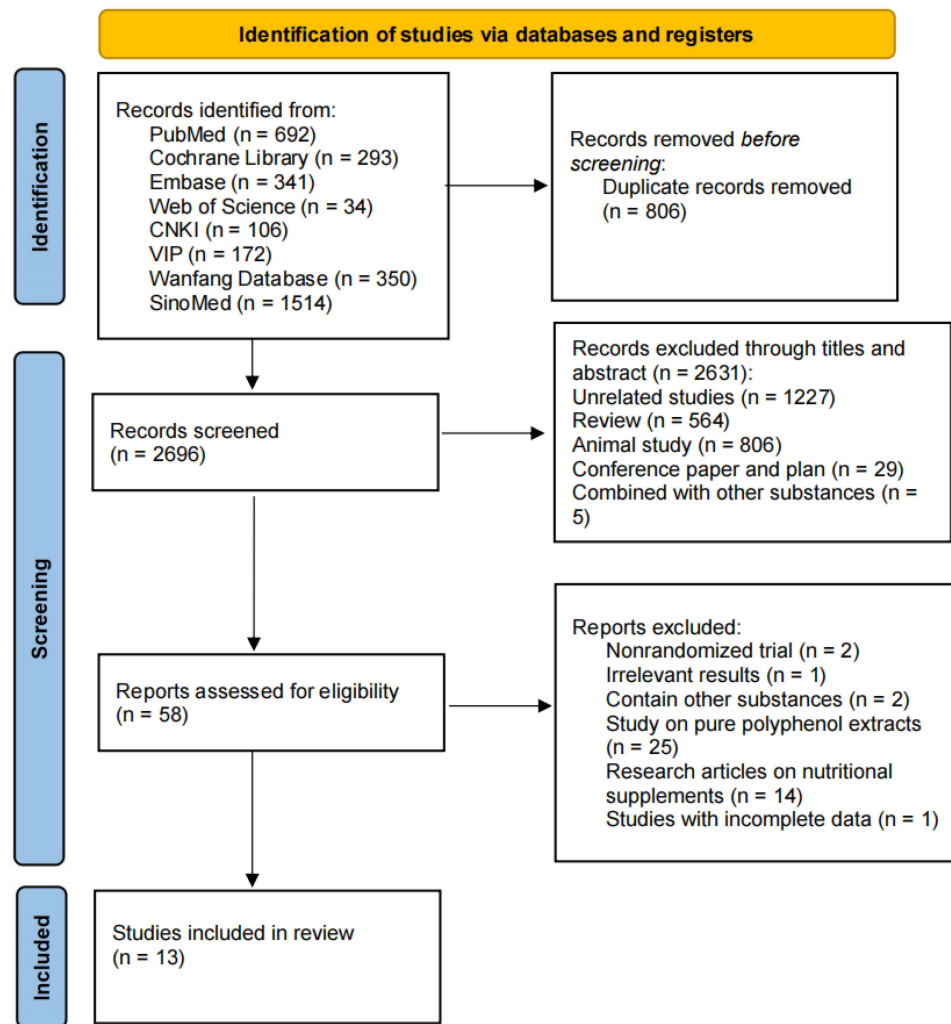 Identification of studies via databases and registers
Identification
Records identified from:
PubMed (n = 692)
Cochrane Library (n = 293)
Embase (n = 341)
Web of Science (n = 34)
CNKI (n = 106)
VIP (n = 172)
Wanfang Database (n = 350)
SinoMed (n = 1514)
Records removed before
screening:
Duplicate records removed
(n = 806)
Screening
Records screened
(n = 2696)
Records excluded through titles and
abstract (n = 2631):
Unrelated studies (n = 1227)
Review (n = 564)
Animal study (n = 806)
Conference paper and plan (n = 29)
Combined with other substances (n =
5)
Reports assessed for eligibility
(n = 58)
Reports excluded:
Nonrandomized trial (n = 2)
Irrelevant results (n = 1)
Contain other substances (n = 2)
Study on pure polyphenol extracts
(n = 25)
Research articles on nutritional
supplements (n = 14)
Studies with incomplete data (n = 1)
Included
Studies included in review
(n = 13)